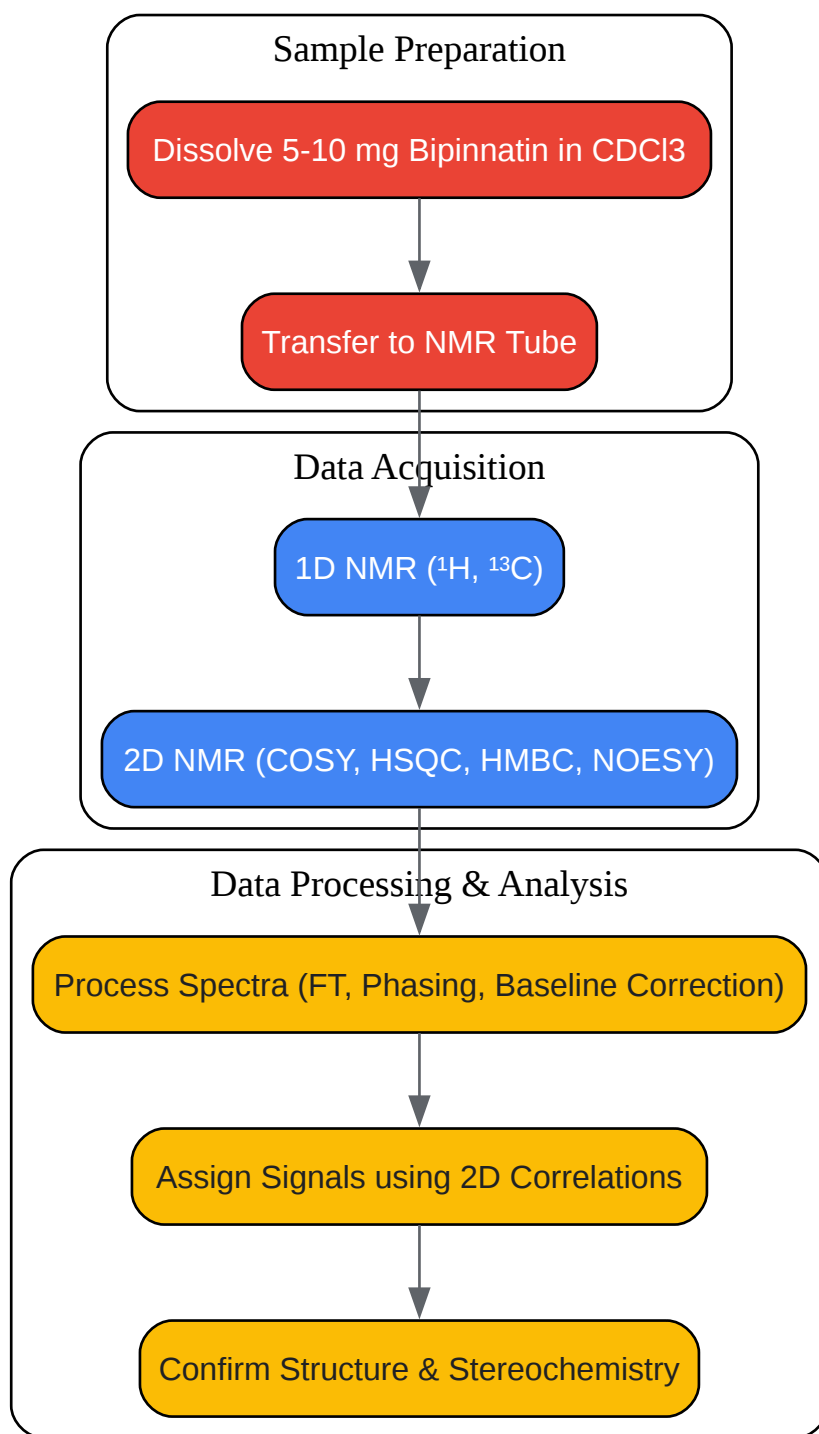 Sample Preparation
Dissolve 5-10 mg Bipinnatin in CDCl3
Transfer to NMR Tube
Data Acquisition
1D NMR (¹H, ¹³C)
2D NMR (COSY, HSQC, HMBC, NOESY)
Data Processing & Analysis
Process Spectra (FT, Phasing, Baseline Correction)
Assign Signals using 2D Correlations
Confirm Structure & Stereochemistry